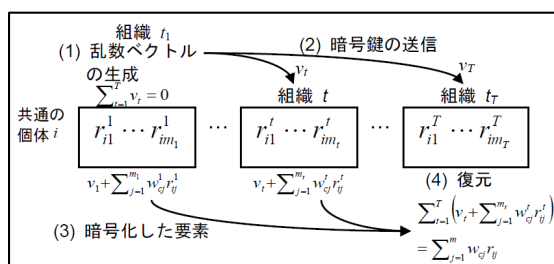 組織 t₁
(1) 乱数ベクトル
の生成
(2) 暗号鍵の送信
∑_{t=1}^{T} v_t = 0
v_t
v_T
組織 t
組織 t_T
共通の
個体 i
r_{i1}^{1} … r_{im_1}^{1}
…
r_{i1}^{t} … r_{im_t}^{t}
…
r_{i1}^{T} … r_{im_T}^{T}
v_1+∑_{j=1}^{m_1} w_{cj}^{1} r_{ij}^{1}
v_t+∑_{j=1}^{m_t} w_{cj}^{t} r_{ij}^{t}
(4) 復元
(3) 暗号化した要素
∑_{t=1}^{T}(v_t+∑_{j=1}^{m_t} w_{cj}^{t} r_{ij}^{t})
=∑_{j=1}^{m} w_{cj} r_{ij}